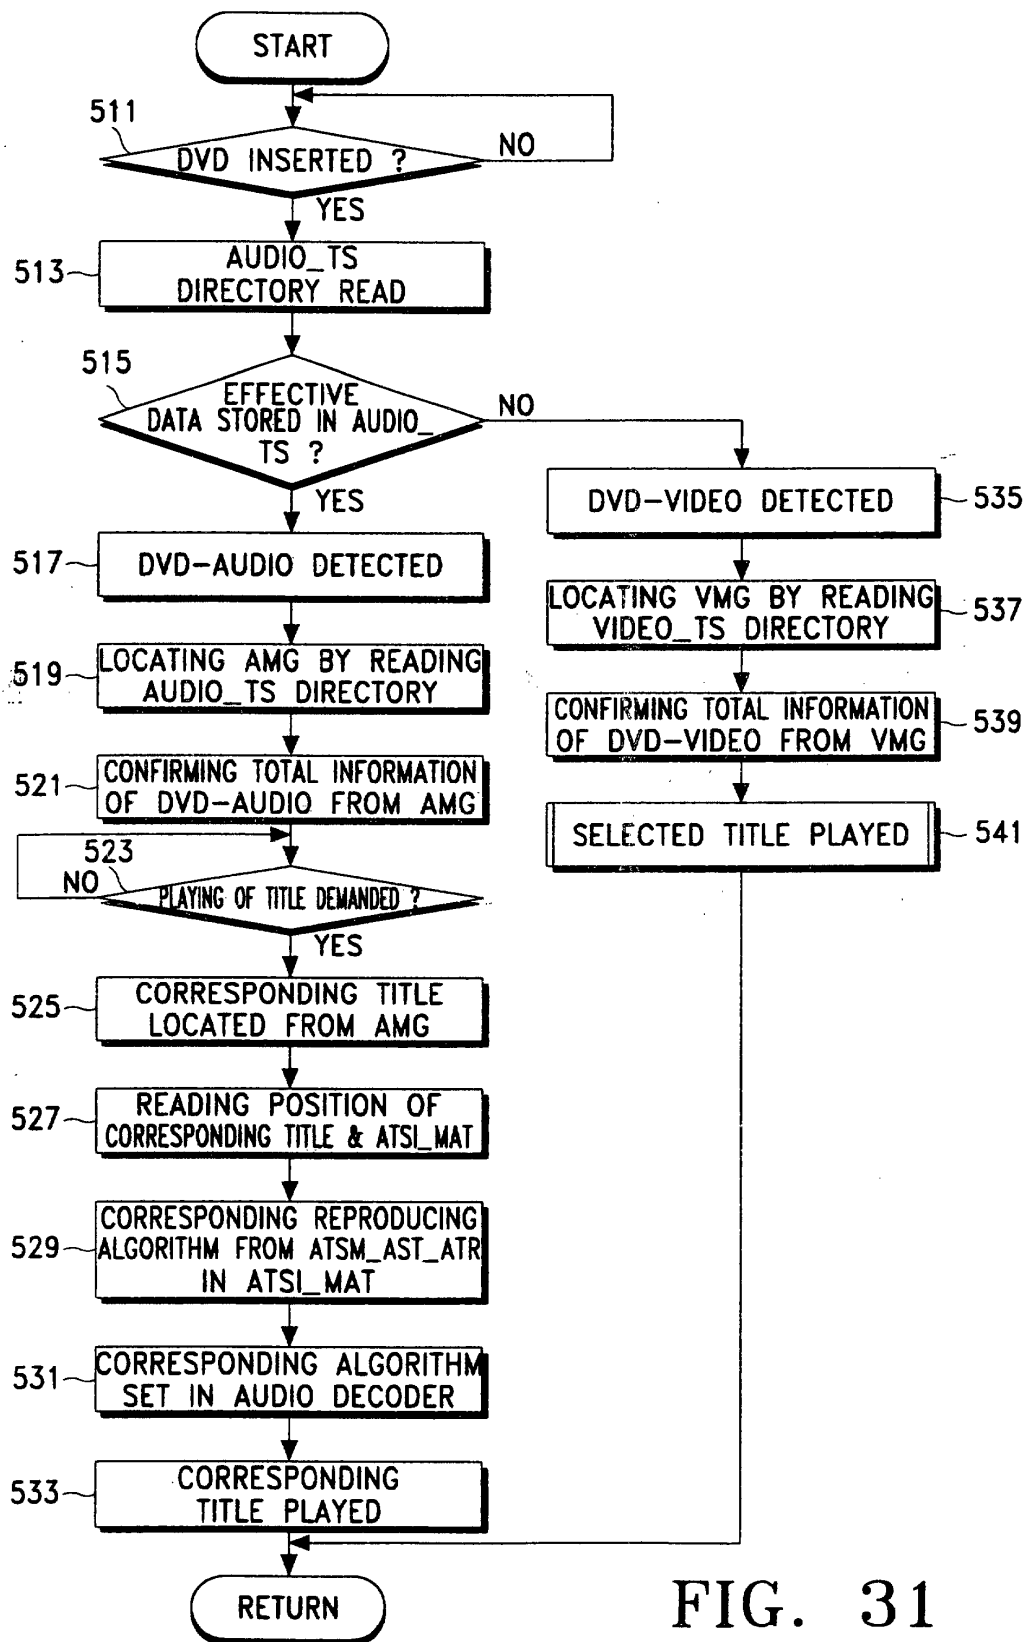 START
511
DVD INSERTED ?
NO
YES
513
AUDIO_TS
DIRECTORY READ
515
EFFECTIVE
DATA STORED IN AUDIO_
TS ?
NO
YES
517
DVD-AUDIO DETECTED
519
LOCATING AMG BY READING
AUDIO_TS DIRECTORY
521
CONFIRMING TOTAL INFORMATION
OF DVD-AUDIO FROM AMG
523
NO
PLAYING OF TITLE DEMANDED ?
YES
525
CORRESPONDING TITLE
LOCATED FROM AMG
527
READING POSITION OF
CORRESPONDING TITLE & ATSI_MAT
529
CORRESPONDING REPRODUCING
ALGORITHM FROM ATSM_AST_ATR
IN ATSI_MAT
531
CORRESPONDING ALGORITHM
SET IN AUDIO DECODER
533
CORRESPONDING
TITLE PLAYED
RETURN
DVD-VIDEO DETECTED
535
LOCATING VMG BY READING
VIDEO_TS DIRECTORY
537
CONFIRMING TOTAL INFORMATION
OF DVD-VIDEO FROM VMG
539
SELECTED TITLE PLAYED
541
FIG. 31